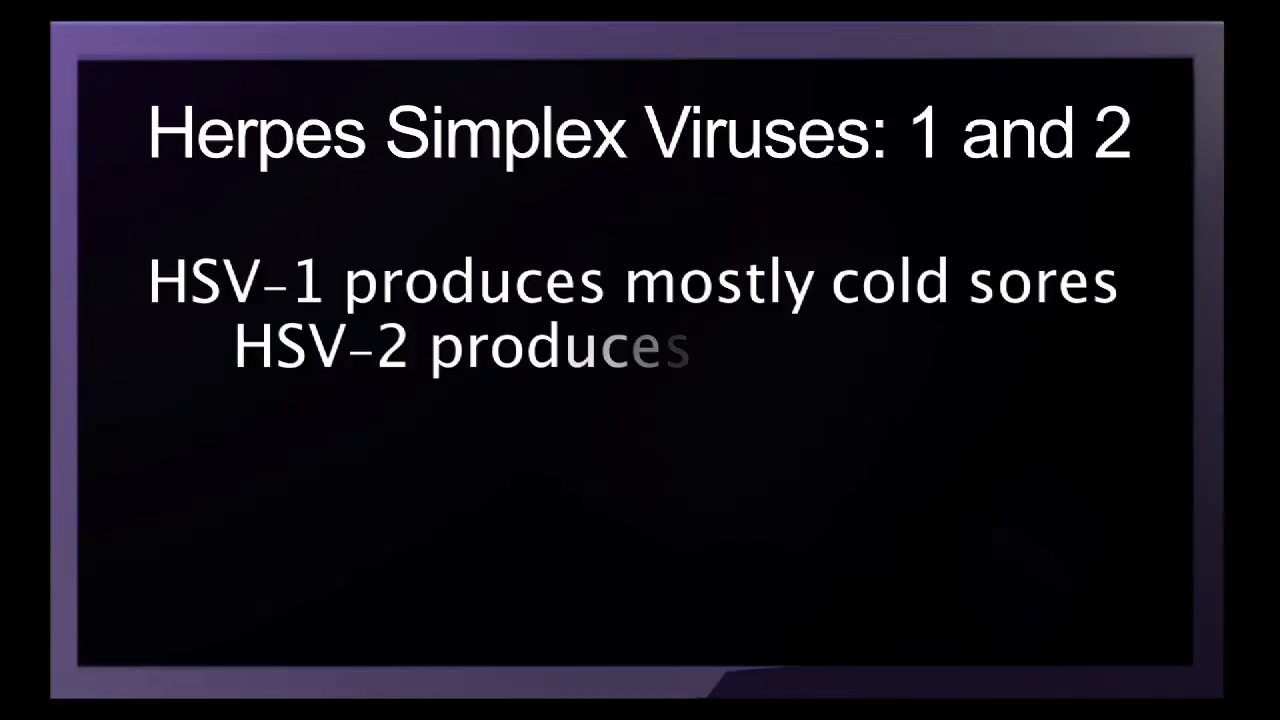 Herpes Simplex Viruses: 1 and 2
HSV-1 produces mostly cold sores
HSV-2 produces